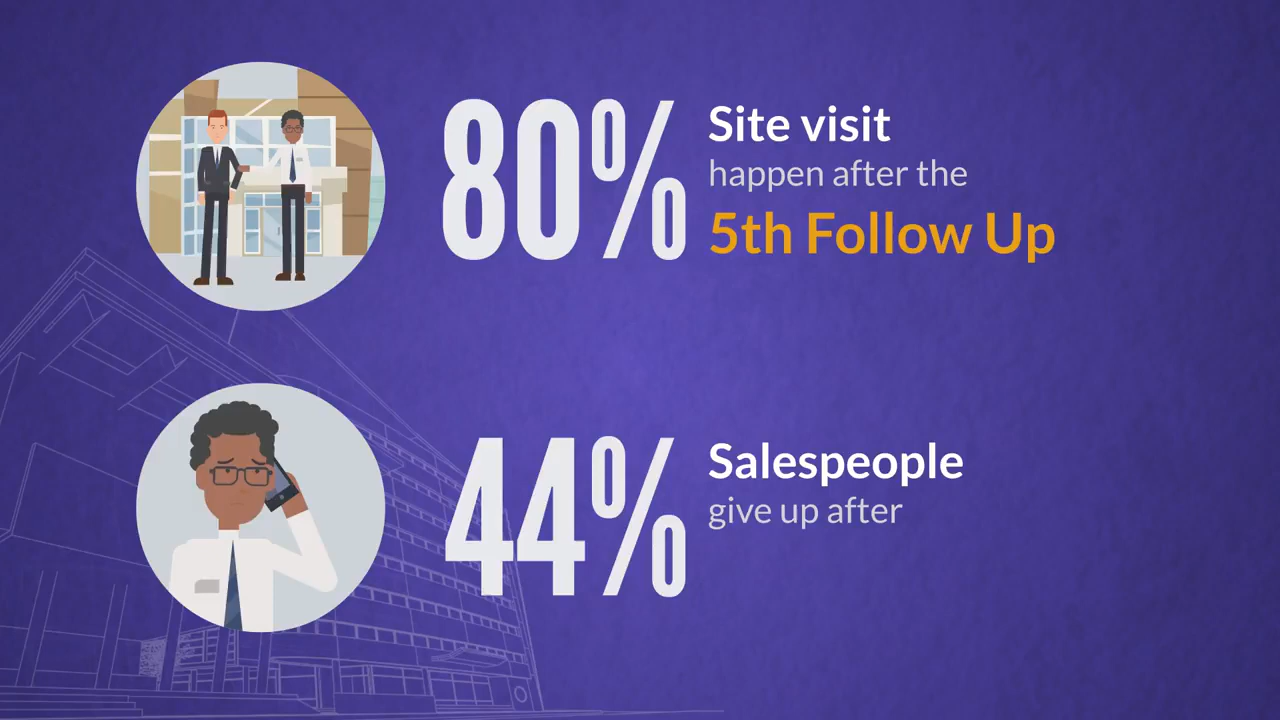 80%
Site visit
happen after the
5th Follow Up
44%
Salespeople
give up after